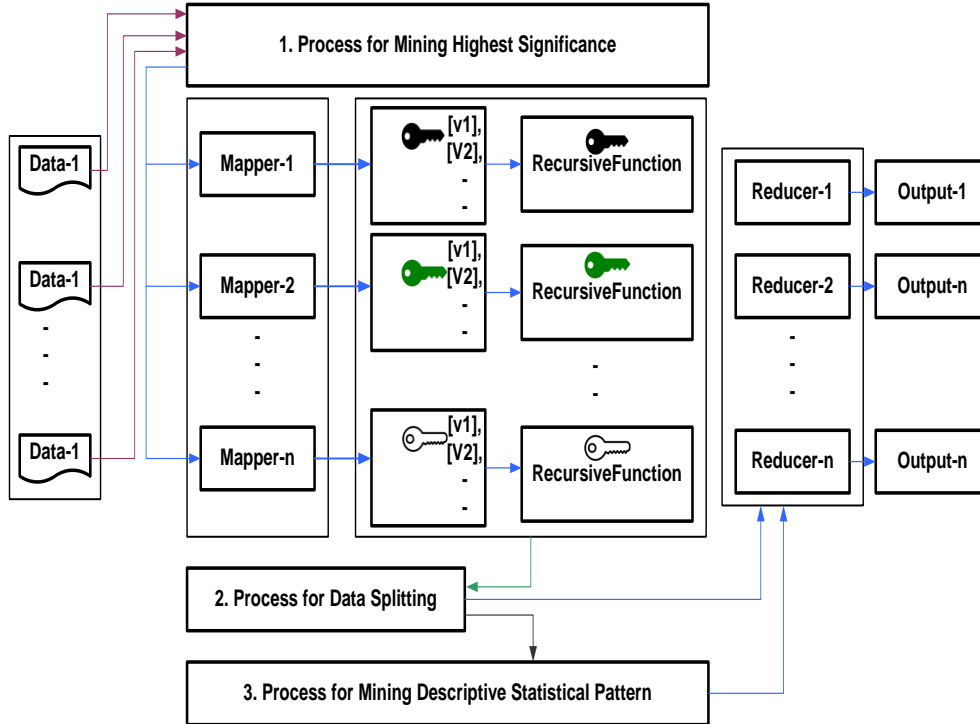 1. Process for Mining Highest Significance
Data-1
Data-1
-
-
-
Data-1
Mapper-1
Mapper-2
-
-
-
Mapper-n
[v1],
[V2],
-
-
RecursiveFunction
[v1],
[V2],
-
-
RecursiveFunction
-
-
[v1],
[V2],
-
-
RecursiveFunction
Reducer-1
Output-1
Reducer-2
Output-n
-
-
-
Reducer-n
Output-n
2. Process for Data Splitting
3. Process for Mining Descriptive Statistical Pattern